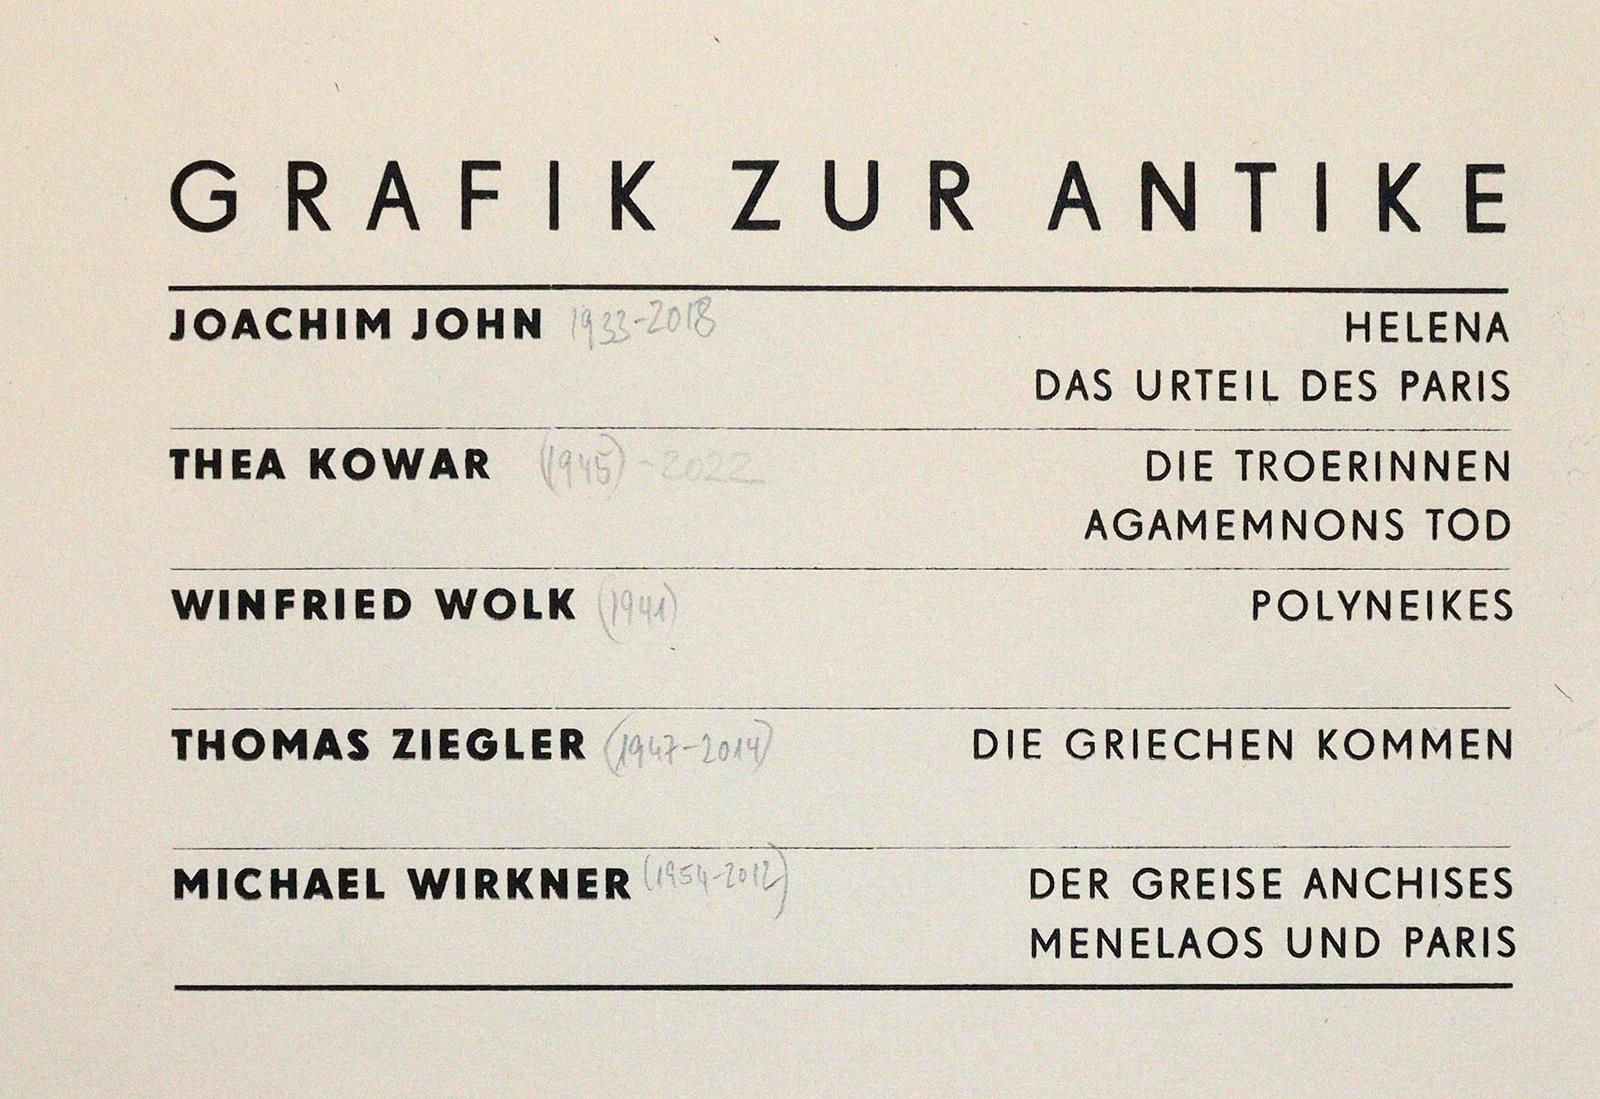 GRAFIK ZUR ANTIKE
JOACHIM JOHN 1933-2018 HELENA
DAS URTEIL DES PARIS
THEA KOWAR (1945) - 2022 DIE TROERINNEN
AGAMEMNONS TOD
WINFRIED WOLK (1941) POLYNEIKES
THOMAS ZIEGLER (1947-2014) DIE GRIECHEN KOMMEN
MICHAEL WIRKNER (1954-2012) DER GREISE ANCHISES
MENELAOS UND PARIS